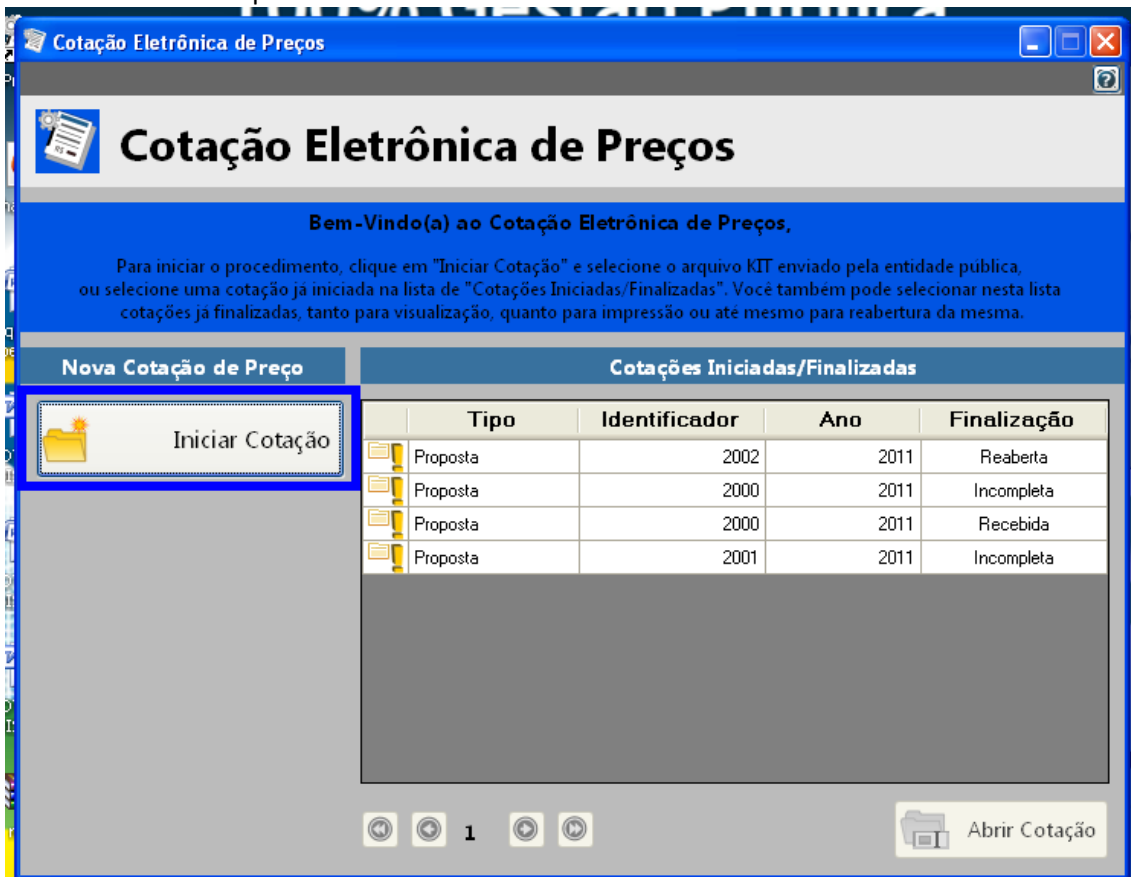 100% Gestão Pública
Cotação Eletrônica de Preços
Cotação Eletrônica de Preços
Bem-Vindo(a) ao Cotação Eletrônica de Preços,
Para iniciar o procedimento, clique em "Iniciar Cotação" e selecione o arquivo KIT enviado pela entidade pública,
ou selecione uma cotação já iniciada na lista de "Cotações Iniciadas/Finalizadas". Você também pode selecionar nesta lista
cotações já finalizadas, tanto para visualização, quanto para impressão ou até mesmo para reabertura da mesma.
Nova Cotação de Preço
Cotações Iniciadas/Finalizadas
Iniciar Cotação
Tipo Identificador Ano Finalização
Proposta 2002 2011 Reaberta
Proposta 2000 2011 Incompleta
Proposta 2000 2011 Recebida
Proposta 2001 2011 Incompleta
1
Abrir Cotação